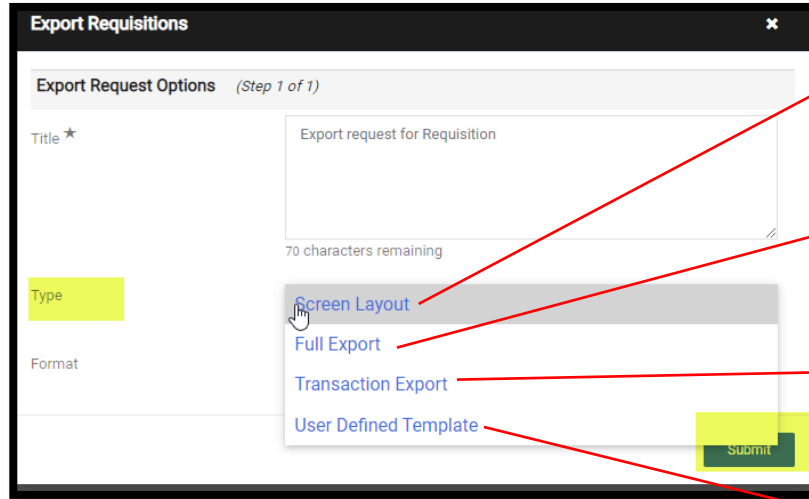 Export Requisitions ×
Export Request Options (Step 1 of 1)
Title ★
Export request for Requisition
70 characters remaining
Type
Screen Layout
Full Export
Format
Transaction Export
User Defined Template
Submit